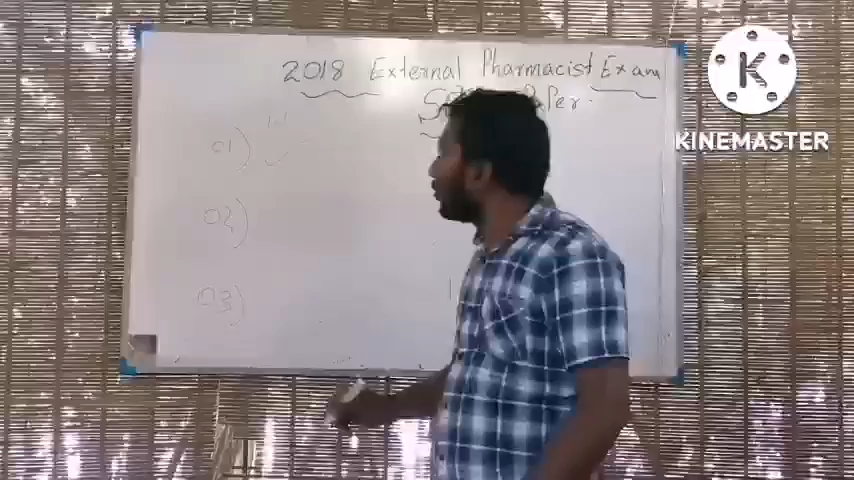 2018 External Pharmacist Exam
01)
02)
03)
K
KINEMASTER